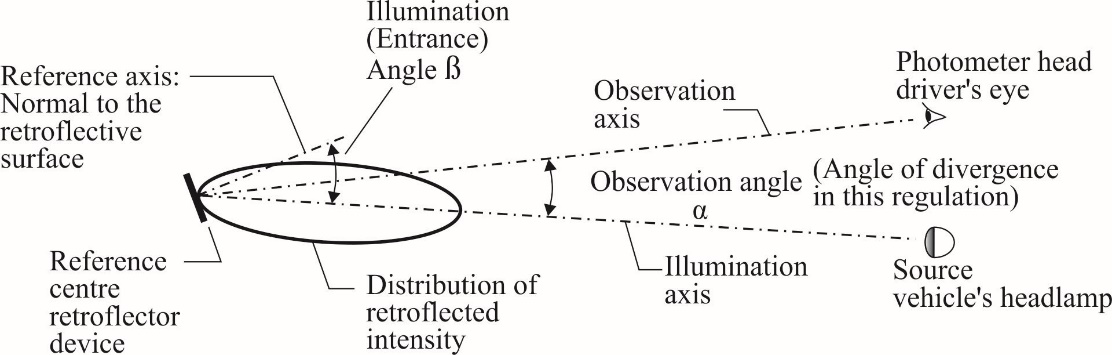 Illumination
(Entrance)
Angle ß
Reference axis:
Normal to the
retroflective
surface
Observation
axis
Photometer head
driver's eye
Observation angle
α
(Angle of divergence
in this regulation)
Reference
centre
retroflector
device
Distribution of
retroflected
intensity
Illumination
axis
Source
vehicle's headlamp